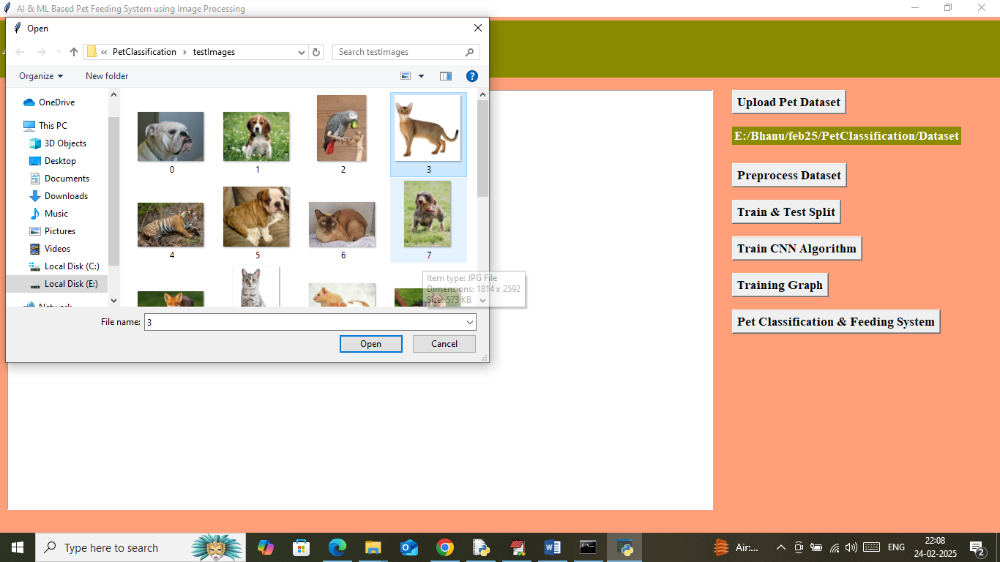 AI & ML Based Pet Feeding System using Image Processing
Open
« PetClassification › testImages
Search testImages
Organize
New folder
OneDrive
This PC
3D Objects
Desktop
Documents
Downloads
Music
Pictures
Videos
Local Disk (C:)
Local Disk (E:)
Network
0
1
2
3
4
5
6
7
Item type: JPG File
Dimensions: 1814 x 2592
Size: 573 KB
File name: 3
Open
Cancel
Upload Pet Dataset
E:/Bhanu/feb25/PetClassification/Dataset
Preprocess Dataset
Train & Test Split
Train CNN Algorithm
Training Graph
Pet Classification & Feeding System
Type here to search
Air:...
ENG
22:08
24-02-2025
2